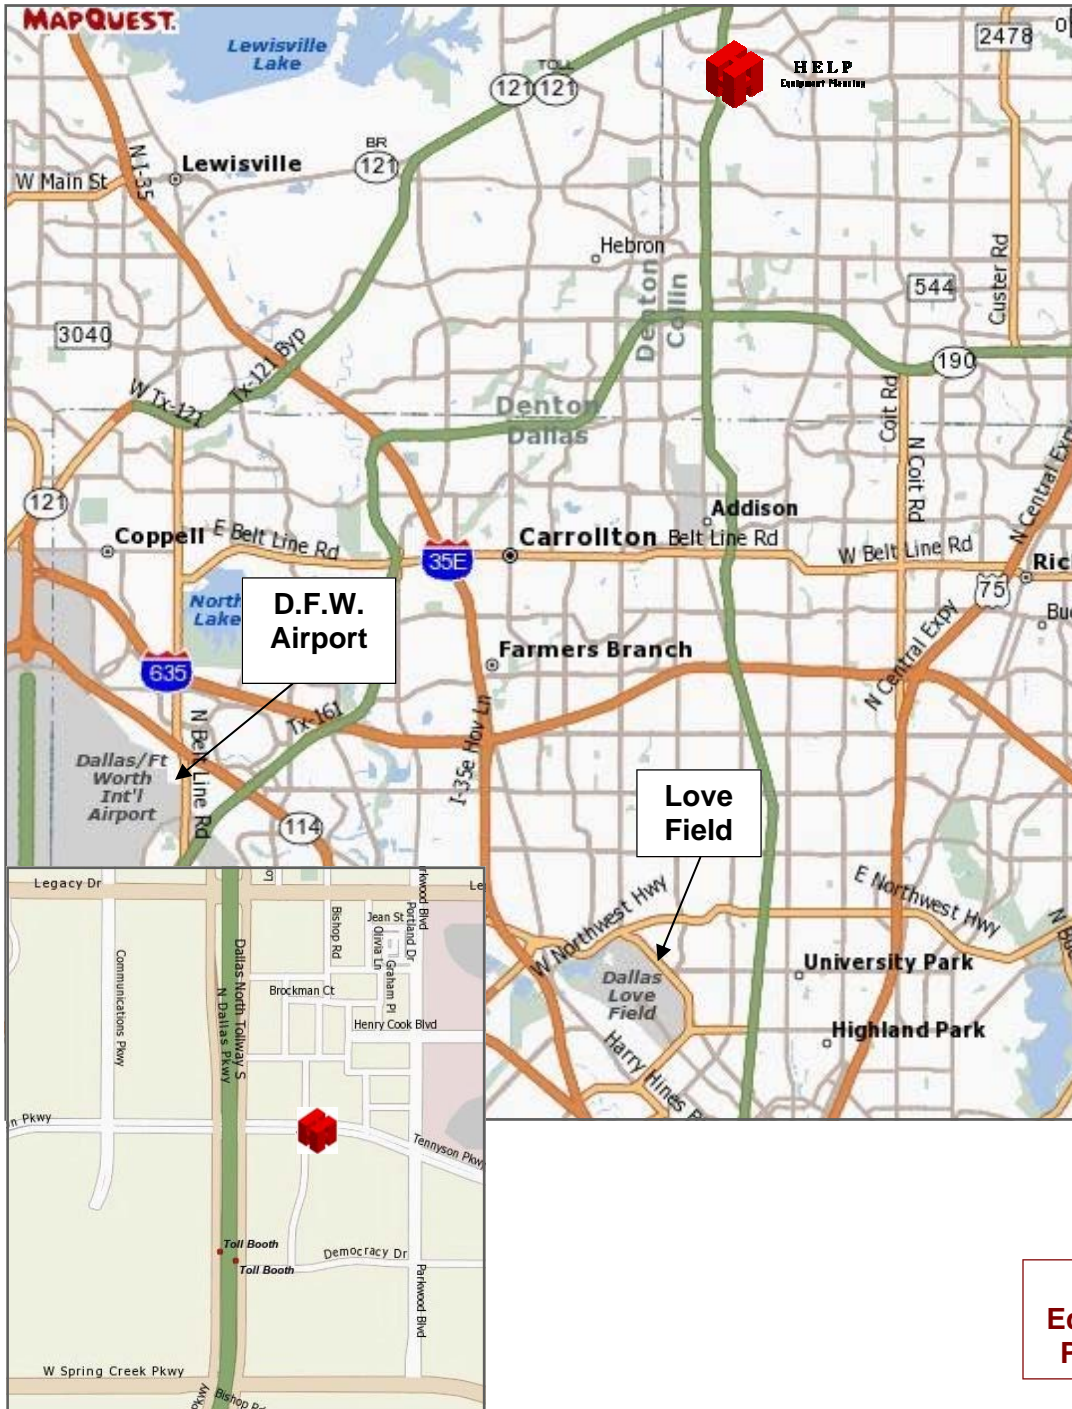 MAPQUEST.
Lewisville
Lake
2478
TOLL
121
121
HELP
Equipment Planning
BR
121
N I-35
Lewisville
W Main St
Hebron
Denton
Collin
544
Custer Rd
3040
Tx-121 Byp
W Tx-121
190
Denton
Dallas
Coit Rd
N Coit Rd
N Central Expy
121
Addison
Coppell
E Belt Line Rd
35E
Carrollton
Belt Line Rd
W Belt Line Rd
75
North
Lake
D.F.W.
Airport
635
Farmers Branch
N Central Expy
Tx-161
I-35e Hov Ln
N Belt Line Rd
Dallas/Ft
Worth
Int'l
Airport
114
Love
Field
W Northwest Hwy
E Northwest Hwy
Dallas
Love
Field
University Park
Highland Park
Harry Hines
Legacy Dr
Bishop Rd
Jean St
Olivia Ln
Graham Pl
Portland Dr
Communications Pkwy
Dallas North Tollway S
N Dallas Pkwy
Brockman Ct
Henry Cook Blvd
n Pkwy
Tennyson Pkwy
Toll Booth
Toll Booth
Democracy Dr
Parkwood Blvd
W Spring Creek Pkwy
Pkwy